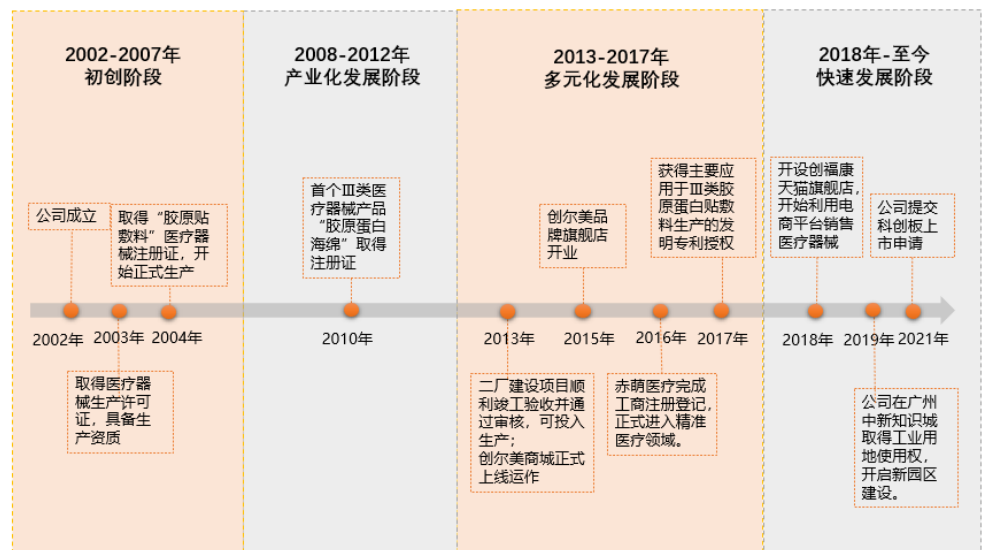 2002-2007年
初创阶段
2008-2012年
产业化发展阶段
2013-2017年
多元化发展阶段
2018年-至今
快速发展阶段
公司成立
取得“胶原贴
敷料”医疗器
械注册证，开
始正式生产
首个Ⅲ类医
疗器械产品
“胶原蛋白
海绵”取得
注册证
创尔美品
牌旗舰店
开业
获得主要应
用于Ⅲ类胶
原蛋白贴敷
料生产的发
明专利授权
开设创福康
天猫旗舰店，
开始利用电
商平台销售
医疗器械
公司提交
科创板上
市申请
2002年
2003年
2004年
2010年
2013年
2015年
2016年
2017年
2018年
2019年
2021年
取得医疗器
械生产许可
证，具备生
产资质
二厂建设项目顺
利竣工验收并通
过审核，可投入
生产；
创尔美商城正式
上线运作
赤萌医疗完成
工商注册登记，
正式进入精准
医疗领域。
公司在广州
中新知识城
取得工业用
地使用权，
开启新园区
建设。